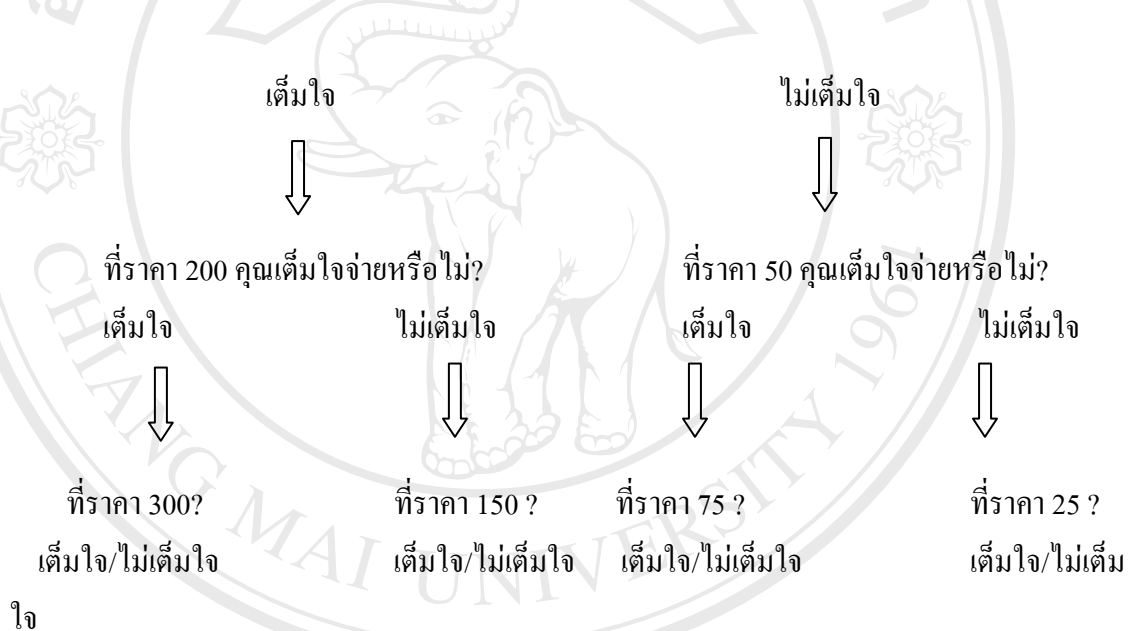 เต็มใจ ไม่เต็มใจ
ที่ราคา 200 คุณเต็มใจจ่ายหรือไม่? ที่ราคา 50 คุณเต็มใจจ่ายหรือไม่?
เต็มใจ ไม่เต็มใจ เต็มใจ ไม่เต็มใจ
ที่ราคา 300? ที่ราคา 150 ? ที่ราคา 75 ? ที่ราคา 25 ?
เต็มใจ/ไม่เต็มใจ เต็มใจ/ไม่เต็มใจ เต็มใจ/ไม่เต็มใจ เต็มใจ/ไม่เต็ม
ใจ
CHIANG MAI UNIVERSITY 1964